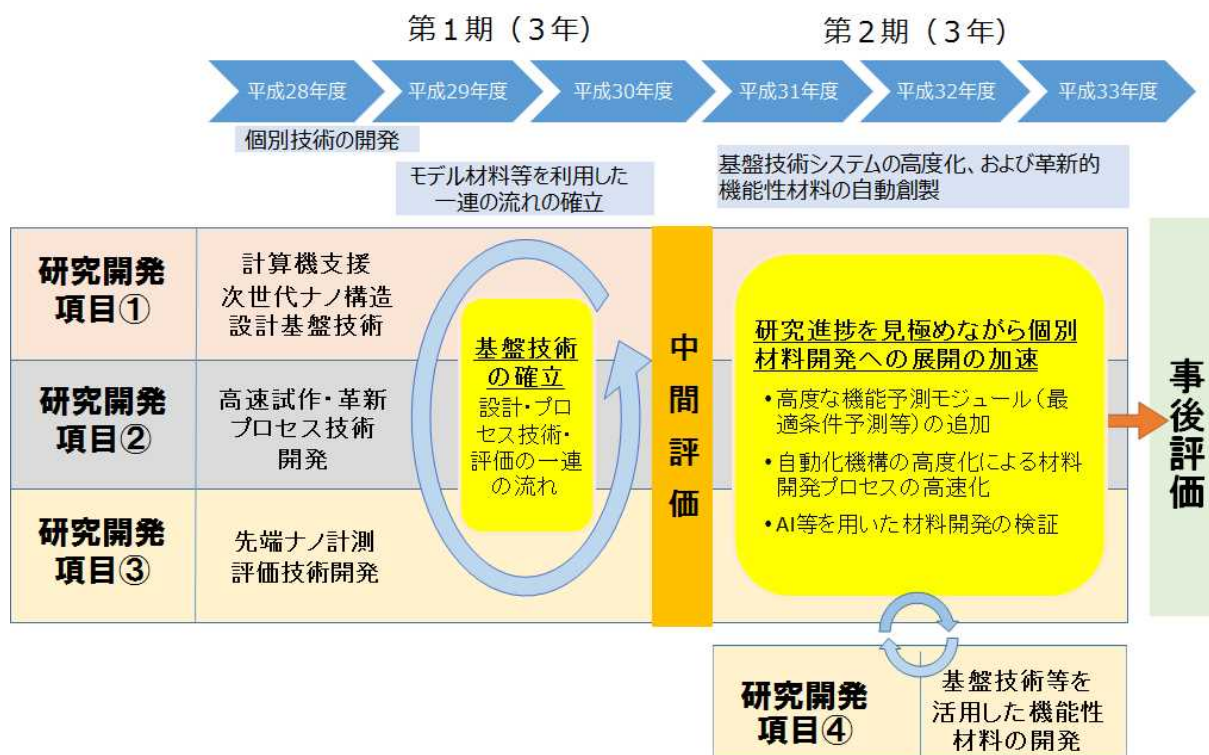 第１期（３年）
第２期（３年）
平成28年度
平成29年度
平成30年度
平成31年度
平成32年度
平成33年度
個別技術の開発
モデル材料等を利用した
一連の流れの確立
基盤技術システムの高度化、および革新的
機能性材料の自動創製
研究開発
項目①
計算機支援
次世代ナノ構造
設計基盤技術
研究開発
項目②
高速試作・革新
プロセス技術
開発
研究開発
項目③
先端ナノ計測
評価技術開発
基盤技術
の確立
設計・プロ
セス技術・
評価の一連
の流れ
中
間
評
価
研究進捗を見極めながら個別
材料開発への展開の加速
・高度な機能予測モジュール（最
適条件予測等）の追加
・自動化機構の高度化による材料
開発プロセスの高速化
・AI等を用いた材料開発の検証
事
後
評
価
研究開発
項目④
基盤技術等を
活用した機能性
材料の開発